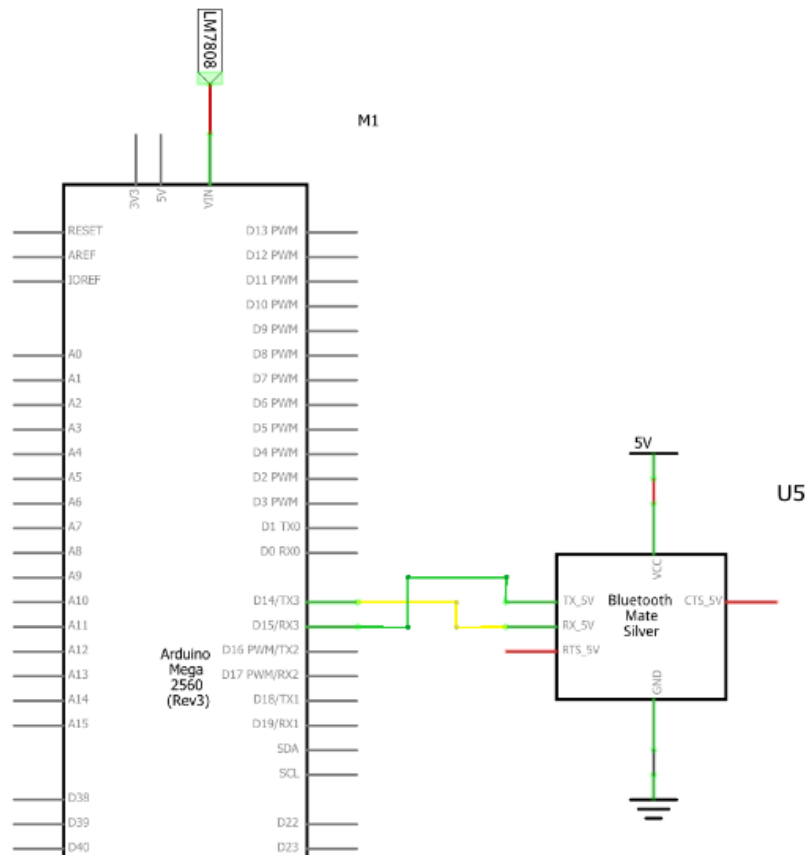 LM7808
M1
3V3
5V
VIN
RESET
AREF
IOREF
A0
A1
A2
A3
A4
A5
A6
A7
A8
A9
A10
A11
A12
A13
A14
A15
D38
D39
D40
D13 PWM
D12 PWM
D11 PWM
D10 PWM
D9 PWM
D8 PWM
D7 PWM
D6 PWM
D5 PWM
D4 PWM
D2 PWM
D3 PWM
D1 TX0
D0 RX0
D14/TX3
D15/RX3
D16 PWM/TX2
D17 PWM/RX2
D18/TX1
D19/RX1
SDA
SCL
D22
D23
Arduino
Mega
2560
(Rev3)
5V
U5
VCC
TX_5V
RX_5V
RTS_5V
Bluetooth
Mate
Silver
CTS_5V
GND